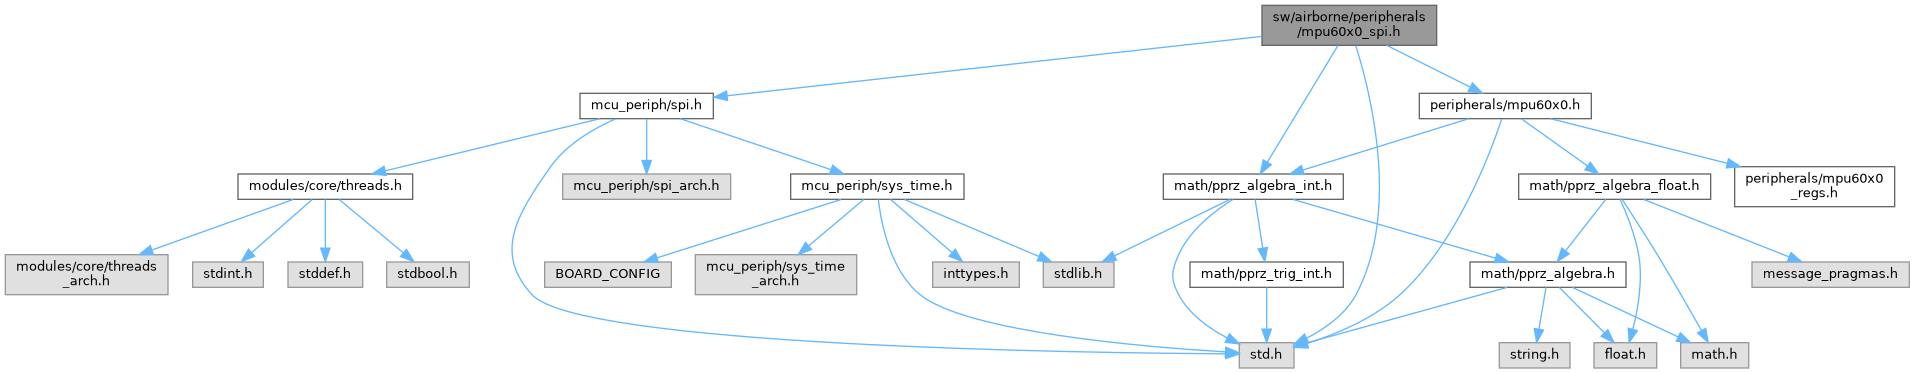 sw/airborne/peripherals
/mpu60x0_spi.h
mcu_periph/spi.h
peripherals/mpu60x0.h
modules/core/threads.h
mcu_periph/spi_arch.h
mcu_periph/sys_time.h
math/pprz_algebra_int.h
math/pprz_algebra_float.h
peripherals/mpu60x0
_regs.h
modules/core/threads
_arch.h
stdint.h
stddef.h
stdbool.h
BOARD_CONFIG
mcu_periph/sys_time
_arch.h
inttypes.h
stdlib.h
math/pprz_trig_int.h
math/pprz_algebra.h
message_pragmas.h
std.h
string.h
float.h
math.h